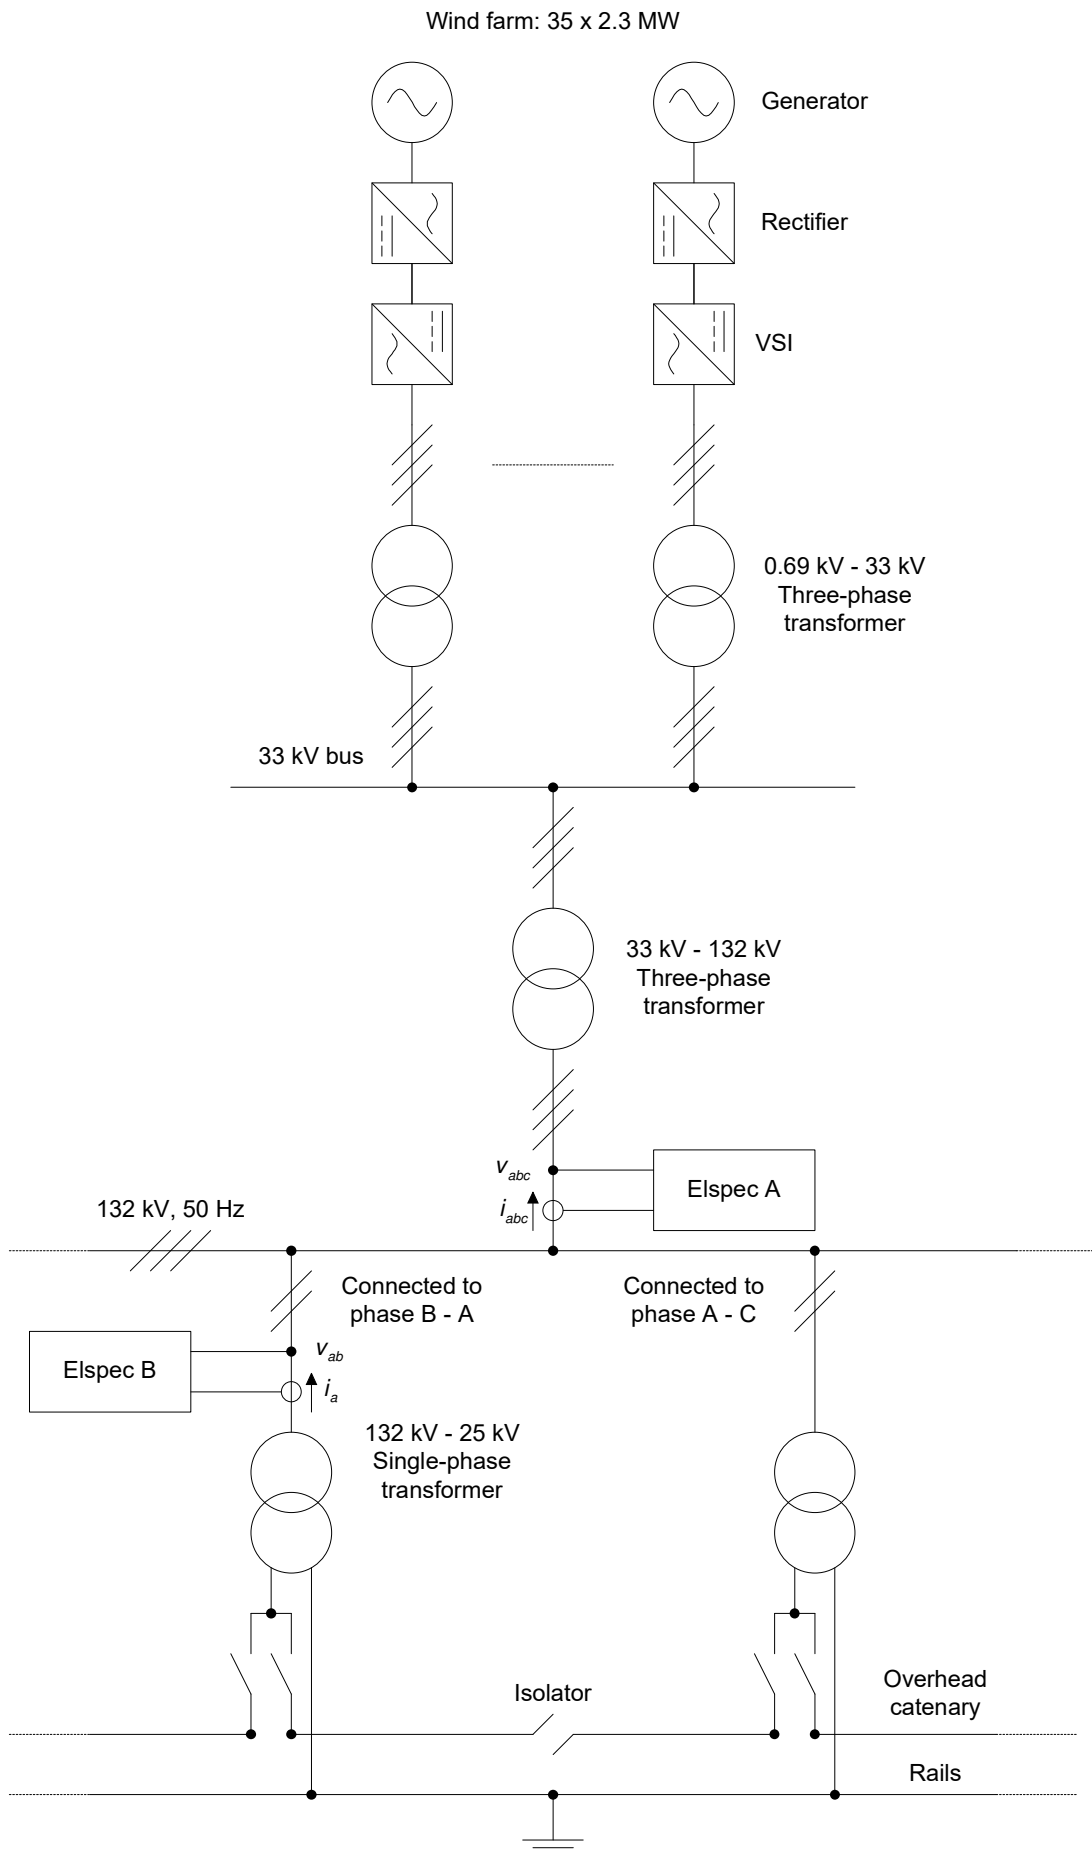 Wind farm: 35 x 2.3 MW
Generator
Rectifier
VSI
0.69 kV - 33 kV
Three-phase
transformer
33 kV bus
33 kV - 132 kV
Three-phase
transformer
v_abc
Elspec A
i_abc
132 kV, 50 Hz
Connected to
phase B - A
Connected to
phase A - C
Elspec B
v_ab
i_a
132 kV - 25 kV
Single-phase
transformer
Isolator
Overhead
catenary
Rails